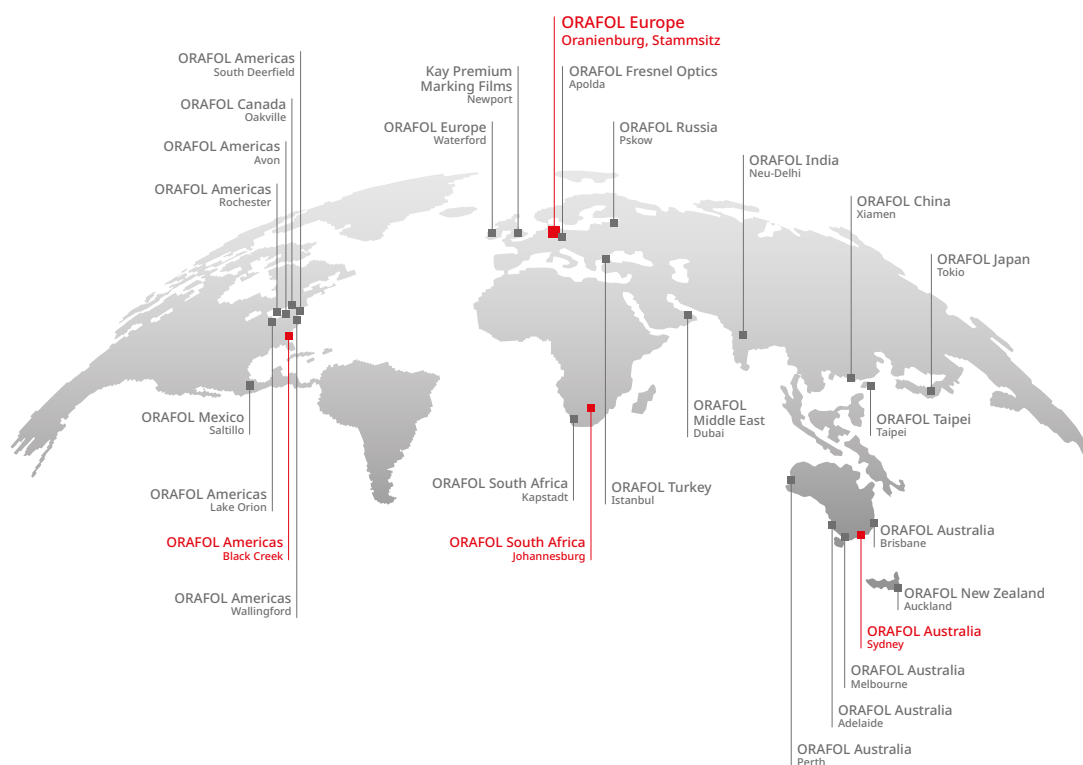 ORAFOL Europe
Oranienburg, Stammsitz
ORAFOL Americas
South Deerfield
Kay Premium
Marking Films
Newport
ORAFOL Fresnel Optics
Apolda
ORAFOL Canada
Oakville
ORAFOL Europe
Waterford
ORAFOL Russia
Pskow
ORAFOL Americas
Avon
ORAFOL India
Neu-Delhi
ORAFOL Americas
Rochester
ORAFOL China
Xiamen
ORAFOL Japan
Tokio
ORAFOL Mexico
Saltillo
ORAFOL
Middle East
Dubai
ORAFOL Taipei
Taipei
ORAFOL Americas
Lake Orion
ORAFOL South Africa
Kapstadt
ORAFOL Turkey
Istanbul
ORAFOL Americas
Black Creek
ORAFOL South Africa
Johannesburg
ORAFOL Australia
Brisbane
ORAFOL Americas
Wallingford
ORAFOL New Zealand
Auckland
ORAFOL Australia
Sydney
ORAFOL Australia
Melbourne
ORAFOL Australia
Adelaide
ORAFOL Australia
Perth